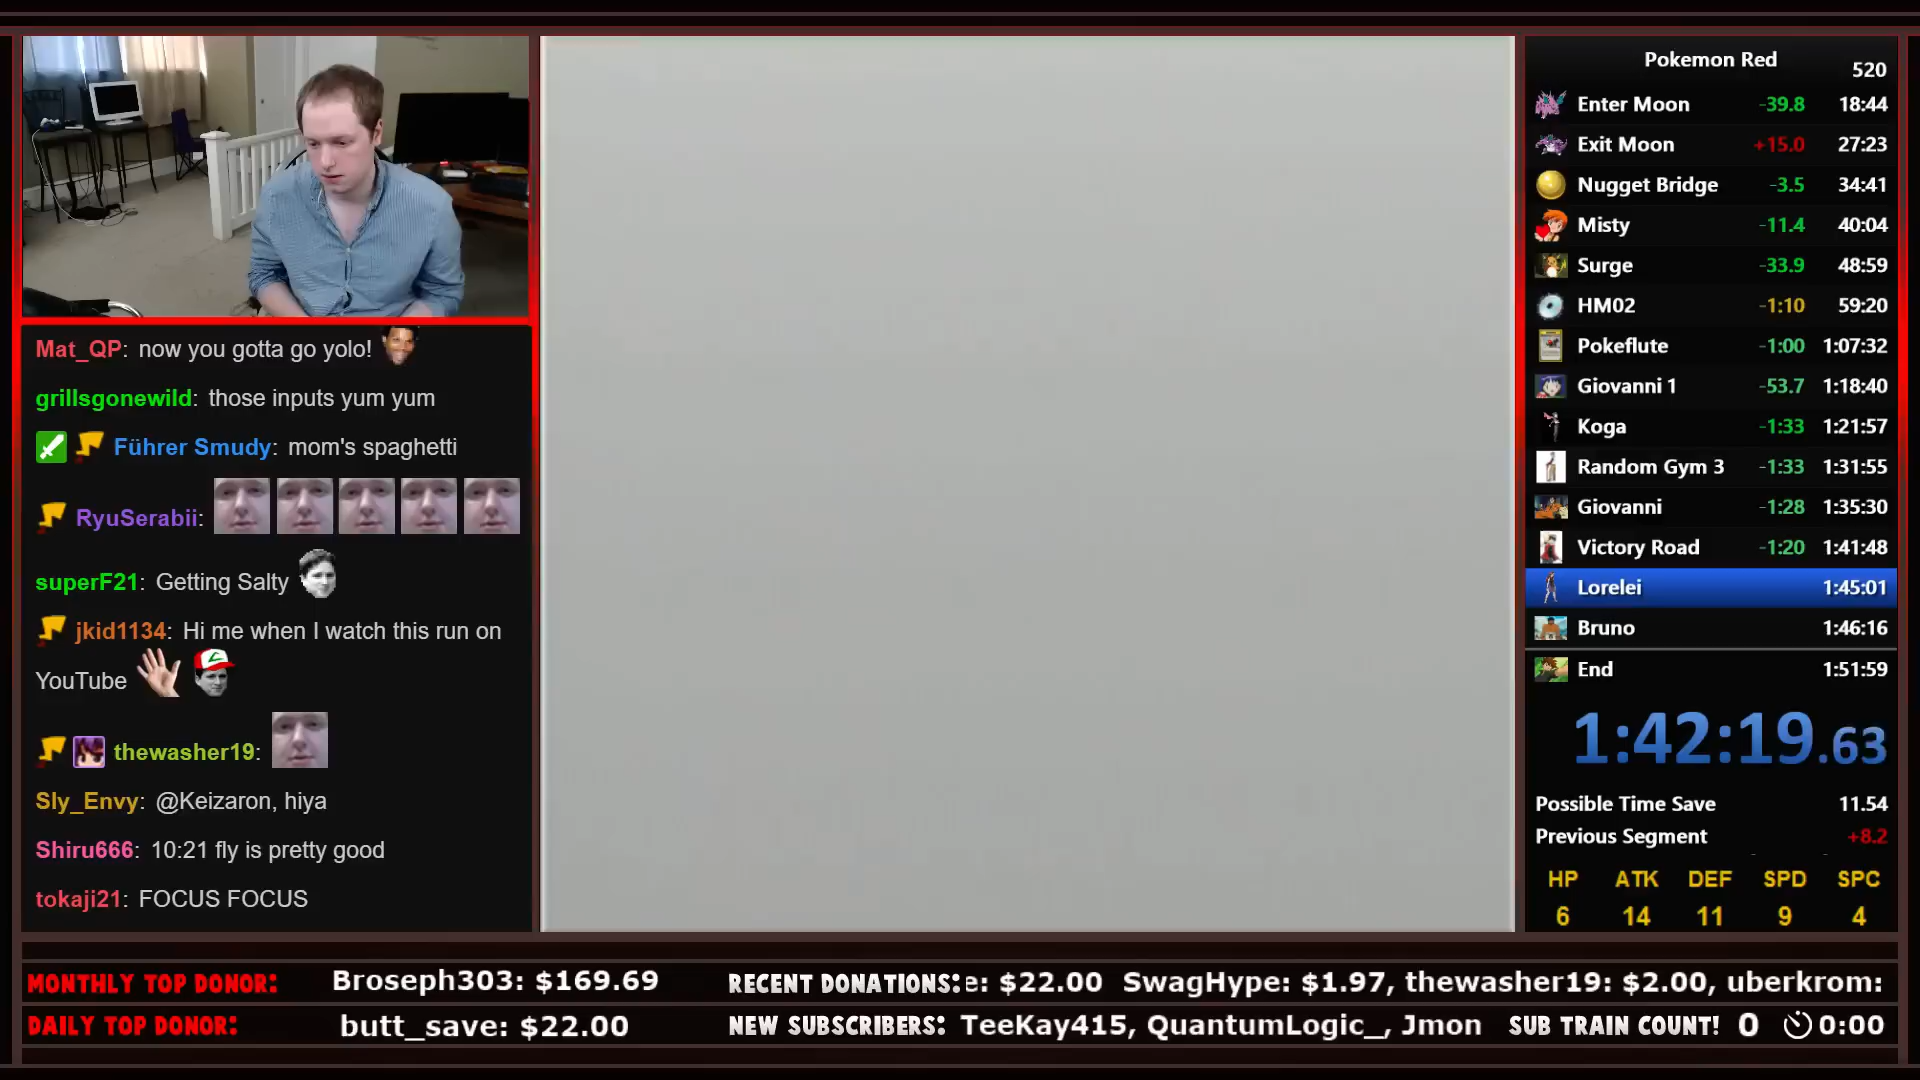 Mat_QP: now you gotta go yolo!
grillsgonewild: those inputs yum yum
Führer Smudy: mom's spaghetti
RyuSerabii:
superF21: Getting Salty
jkid1134: Hi me when I watch this run on
YouTube
thewasher19:
Sly_Envy: @Keizaron, hiya
Shiru666: 10:21 fly is pretty good
tokaji21: FOCUS FOCUS
Pokemon Red 520
Enter Moon -39.8 18:44
Exit Moon +15.0 27:23
Nugget Bridge -3.5 34:41
Misty -11.4 40:04
Surge -33.9 48:59
HM02 -1:10 59:20
Pokeflute -1:00 1:07:32
Giovanni 1 -53.7 1:18:40
Koga -1:33 1:21:57
Random Gym 3 -1:33 1:31:55
Giovanni -1:28 1:35:30
Victory Road -1:20 1:41:48
Lorelei 1:45:01
Bruno 1:46:16
End 1:51:59
1:42:19.63
Possible Time Save 11.54
Previous Segment +8.2
HP ATK DEF SPD SPC
6 14 11 9 4
MONTHLY TOP DONOR: Broseph303: $169.69 RECENT DONATIONS: e: $22.00 SwagHype: $1.97, thewasher19: $2.00, uberkrom:
DAILY TOP DONOR: butt_save: $22.00 NEW SUBSCRIBERS: TeeKay415, QuantumLogic_, Jmon SUB TRAIN COUNT! 0 0:00